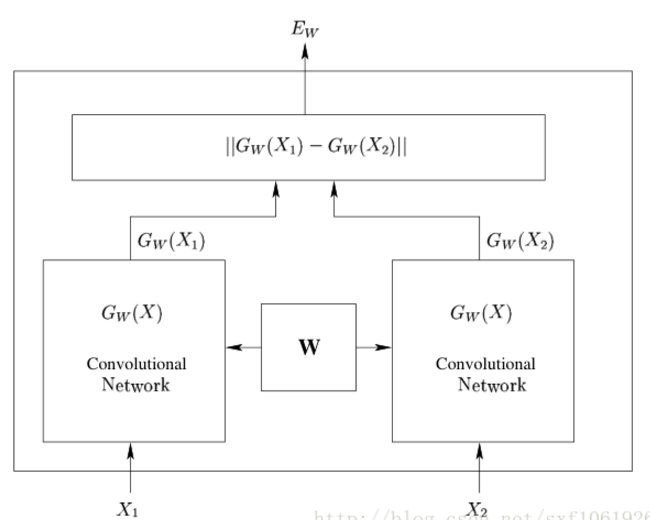 E_W
||G_W(X_1) − G_W(X_2)||
G_W(X_1)
G_W(X_2)
G_W(X)
Convolutional
Network
W
G_W(X)
Convolutional
Network
X_1
X_2